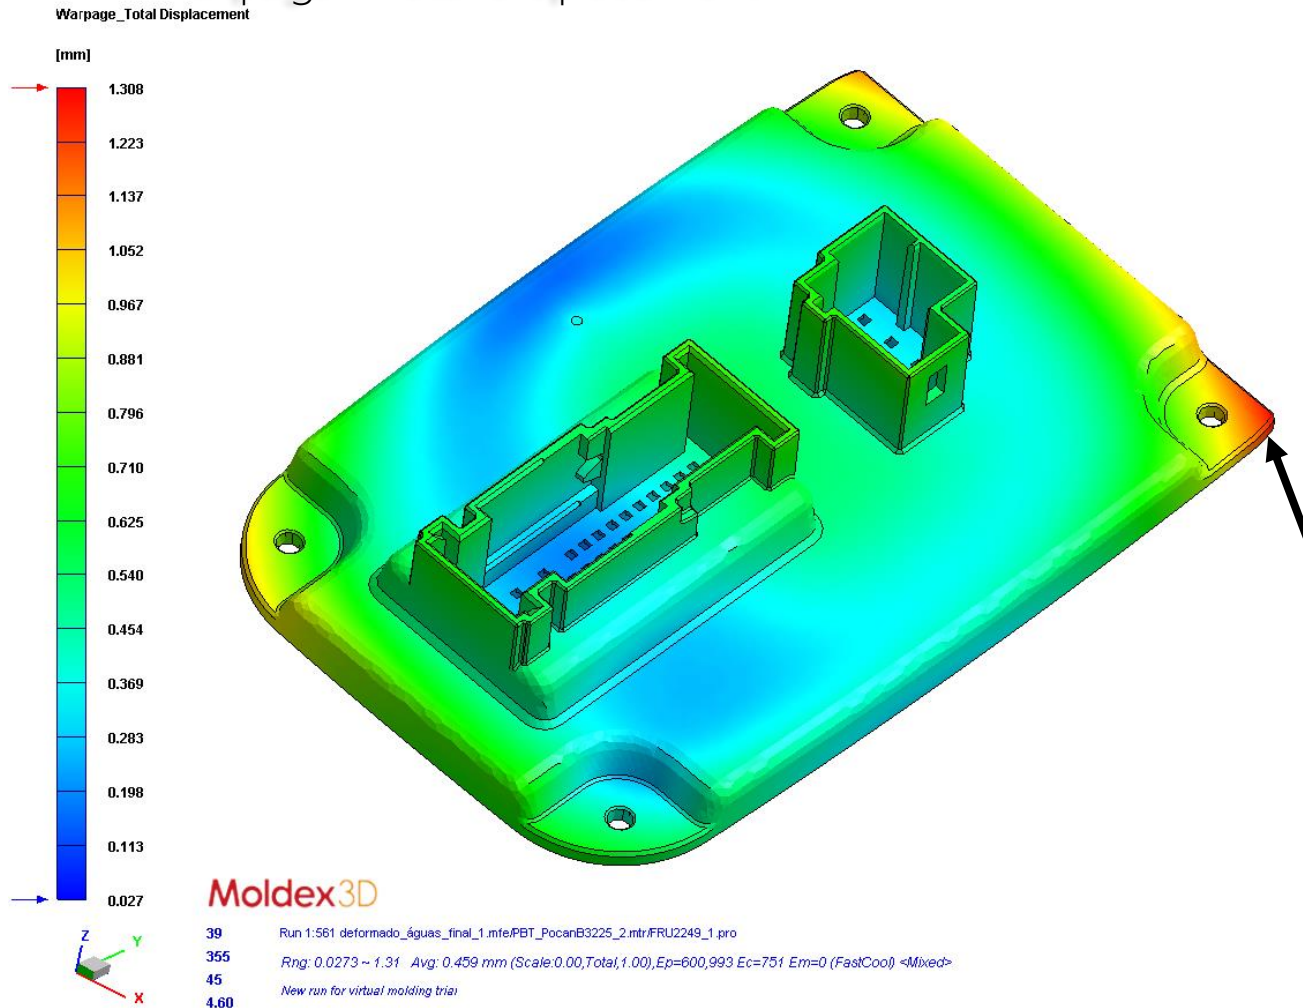 Warpage_Total Displacement
[mm]
1.308
1.223
1.137
1.052
0.967
0.881
0.796
0.710
0.625
0.540
0.454
0.369
0.283
0.198
0.113
0.027
Z
Y
X
Moldex3D
39
Run 1:561 deformado_águas_final_1.mfe/PBT_PocanB3225_2.mtr/FRU2249_1.pro
355
Rng: 0.0273 ~ 1.31 Avg: 0.459 mm (Scale:0.00,Total,1.00),Ep=600,993 Ec=751 Em=0 (FastCool) <Mixed>
45
New run for virtual molding trial
4.60